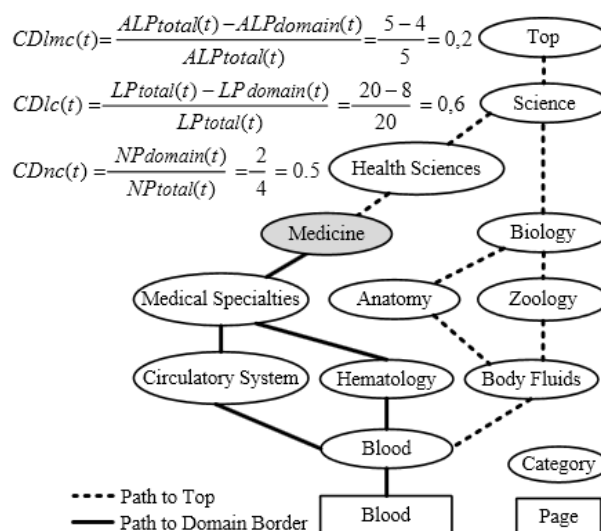 CDlmc(t) = (ALPtotal(t) − ALPdomain(t)) / ALPtotal(t) = (5 − 4) / 5 = 0,2
CDlc(t) = (LPtotal(t) − LPdomain(t)) / LPtotal(t) = (20 − 8) / 20 = 0,6
CDnc(t) = NPdomain(t) / NPtotal(t) = 2 / 4 = 0.5
Top
Science
Health Sciences
Medicine
Biology
Medical Specialties
Anatomy
Zoology
Circulatory System
Hematology
Body Fluids
Blood
Category
Path to Top
Path to Domain Border
Blood
Page